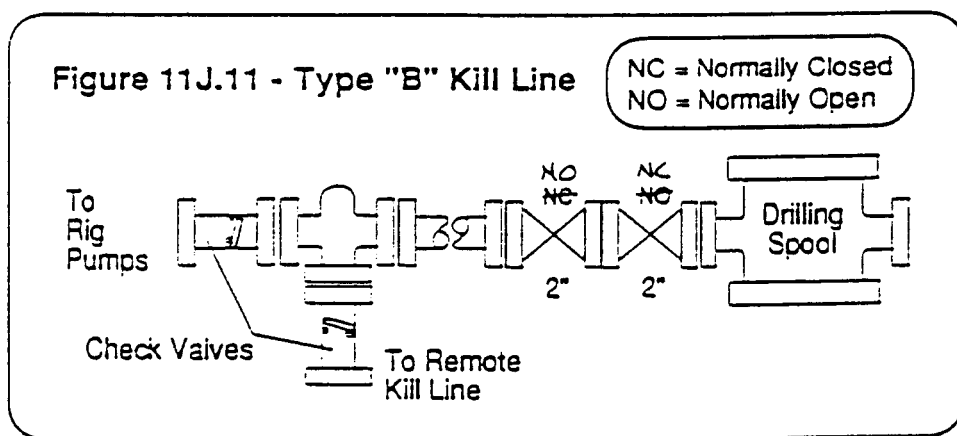 Figure 11J.11 - Type "B" Kill Line
NC = Normally Closed
NO = Normally Open
To
Rig
Pumps
NO
NC
NC
NO
2"
2"
Drilling
Spool
Check Valves
To Remote
Kill Line